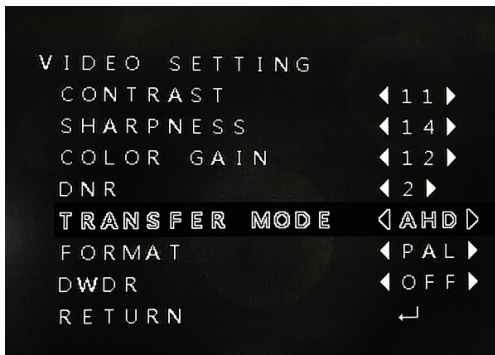 VIDEO SETTING
CONTRAST 11
SHARPNESS 14
COLOR GAIN 12
DNR 2
TRANSFER MODE AHD
FORMAT PAL
DWDR OFF
RETURN ↵